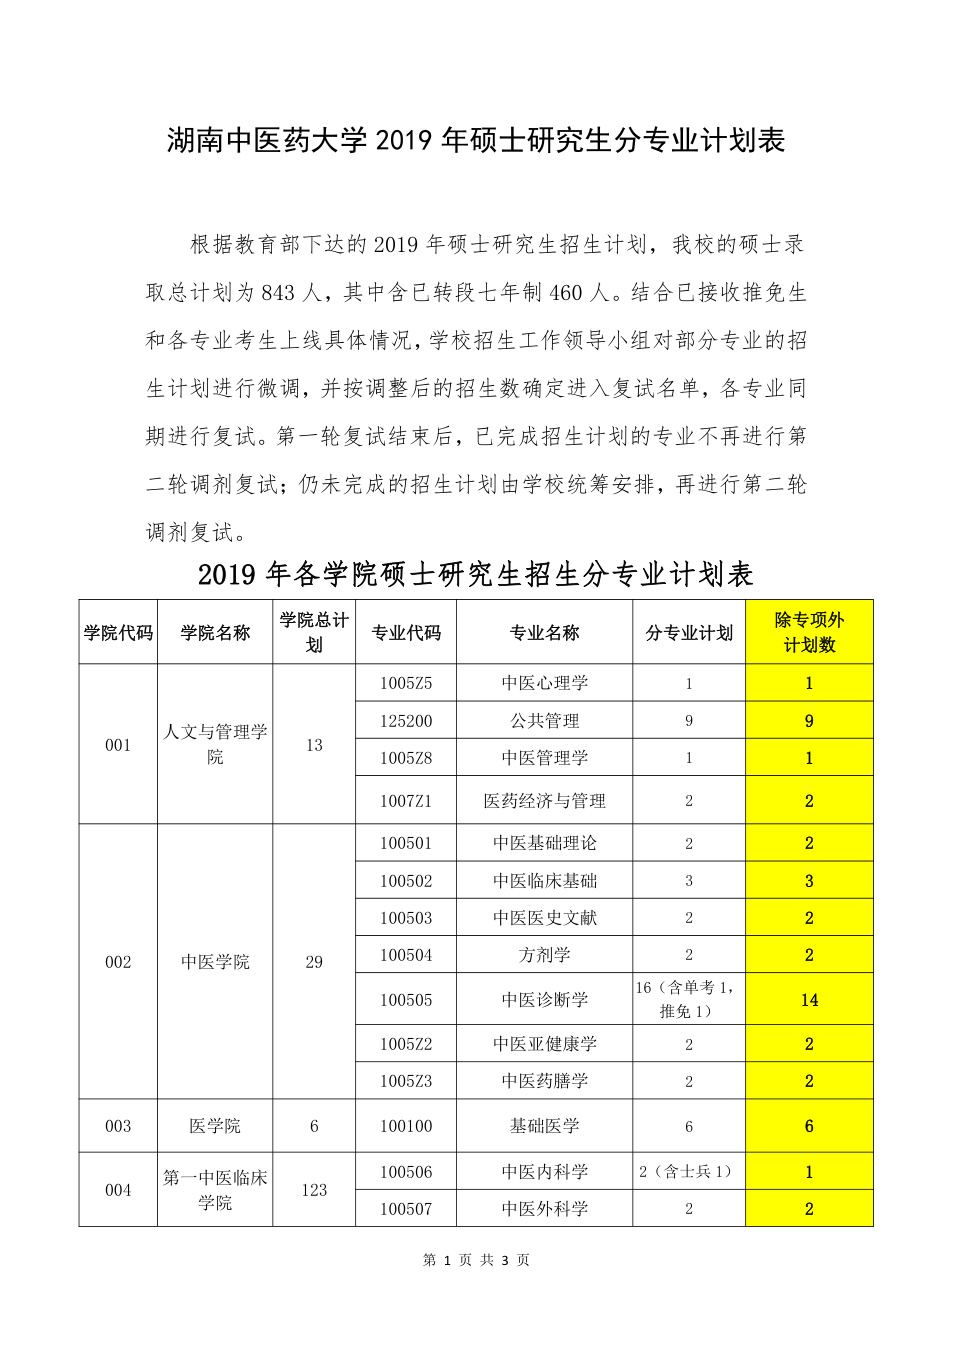 湖南中医药大学 2019 年硕士研究生分专业计划表
根据教育部下达的 2019 年硕士研究生招生计划，我校的硕士录
取总计划为 843 人，其中含已转段七年制 460 人。结合已接收推免生
和各专业考生上线具体情况，学校招生工作领导小组对部分专业的招
生计划进行微调，并按调整后的招生数确定进入复试名单，各专业同
期进行复试。第一轮复试结束后，已完成招生计划的专业不再进行第
二轮调剂复试；仍未完成的招生计划由学校统筹安排，再进行第二轮
调剂复试。
2019 年各学院硕士研究生招生分专业计划表
学院代码 学院名称 学院总计划 专业代码 专业名称 分专业计划 除专项外计划数
001 人文与管理学院 13 1005Z5 中医心理学 1 1
125200 公共管理 9 9
1005Z8 中医管理学 1 1
1007Z1 医药经济与管理 2 2
002 中医学院 29 100501 中医基础理论 2 2
100502 中医临床基础 3 3
100503 中医医史文献 2 2
100504 方剂学 2 2
100505 中医诊断学 16（含单考 1，推免 1） 14
1005Z2 中医亚健康学 2 2
1005Z3 中医药膳学 2 2
003 医学院 6 100100 基础医学 6 6
004 第一中医临床学院 123 100506 中医内科学 2（含士兵 1） 1
100507 中医外科学 2 2
第 1 页 共 3 页